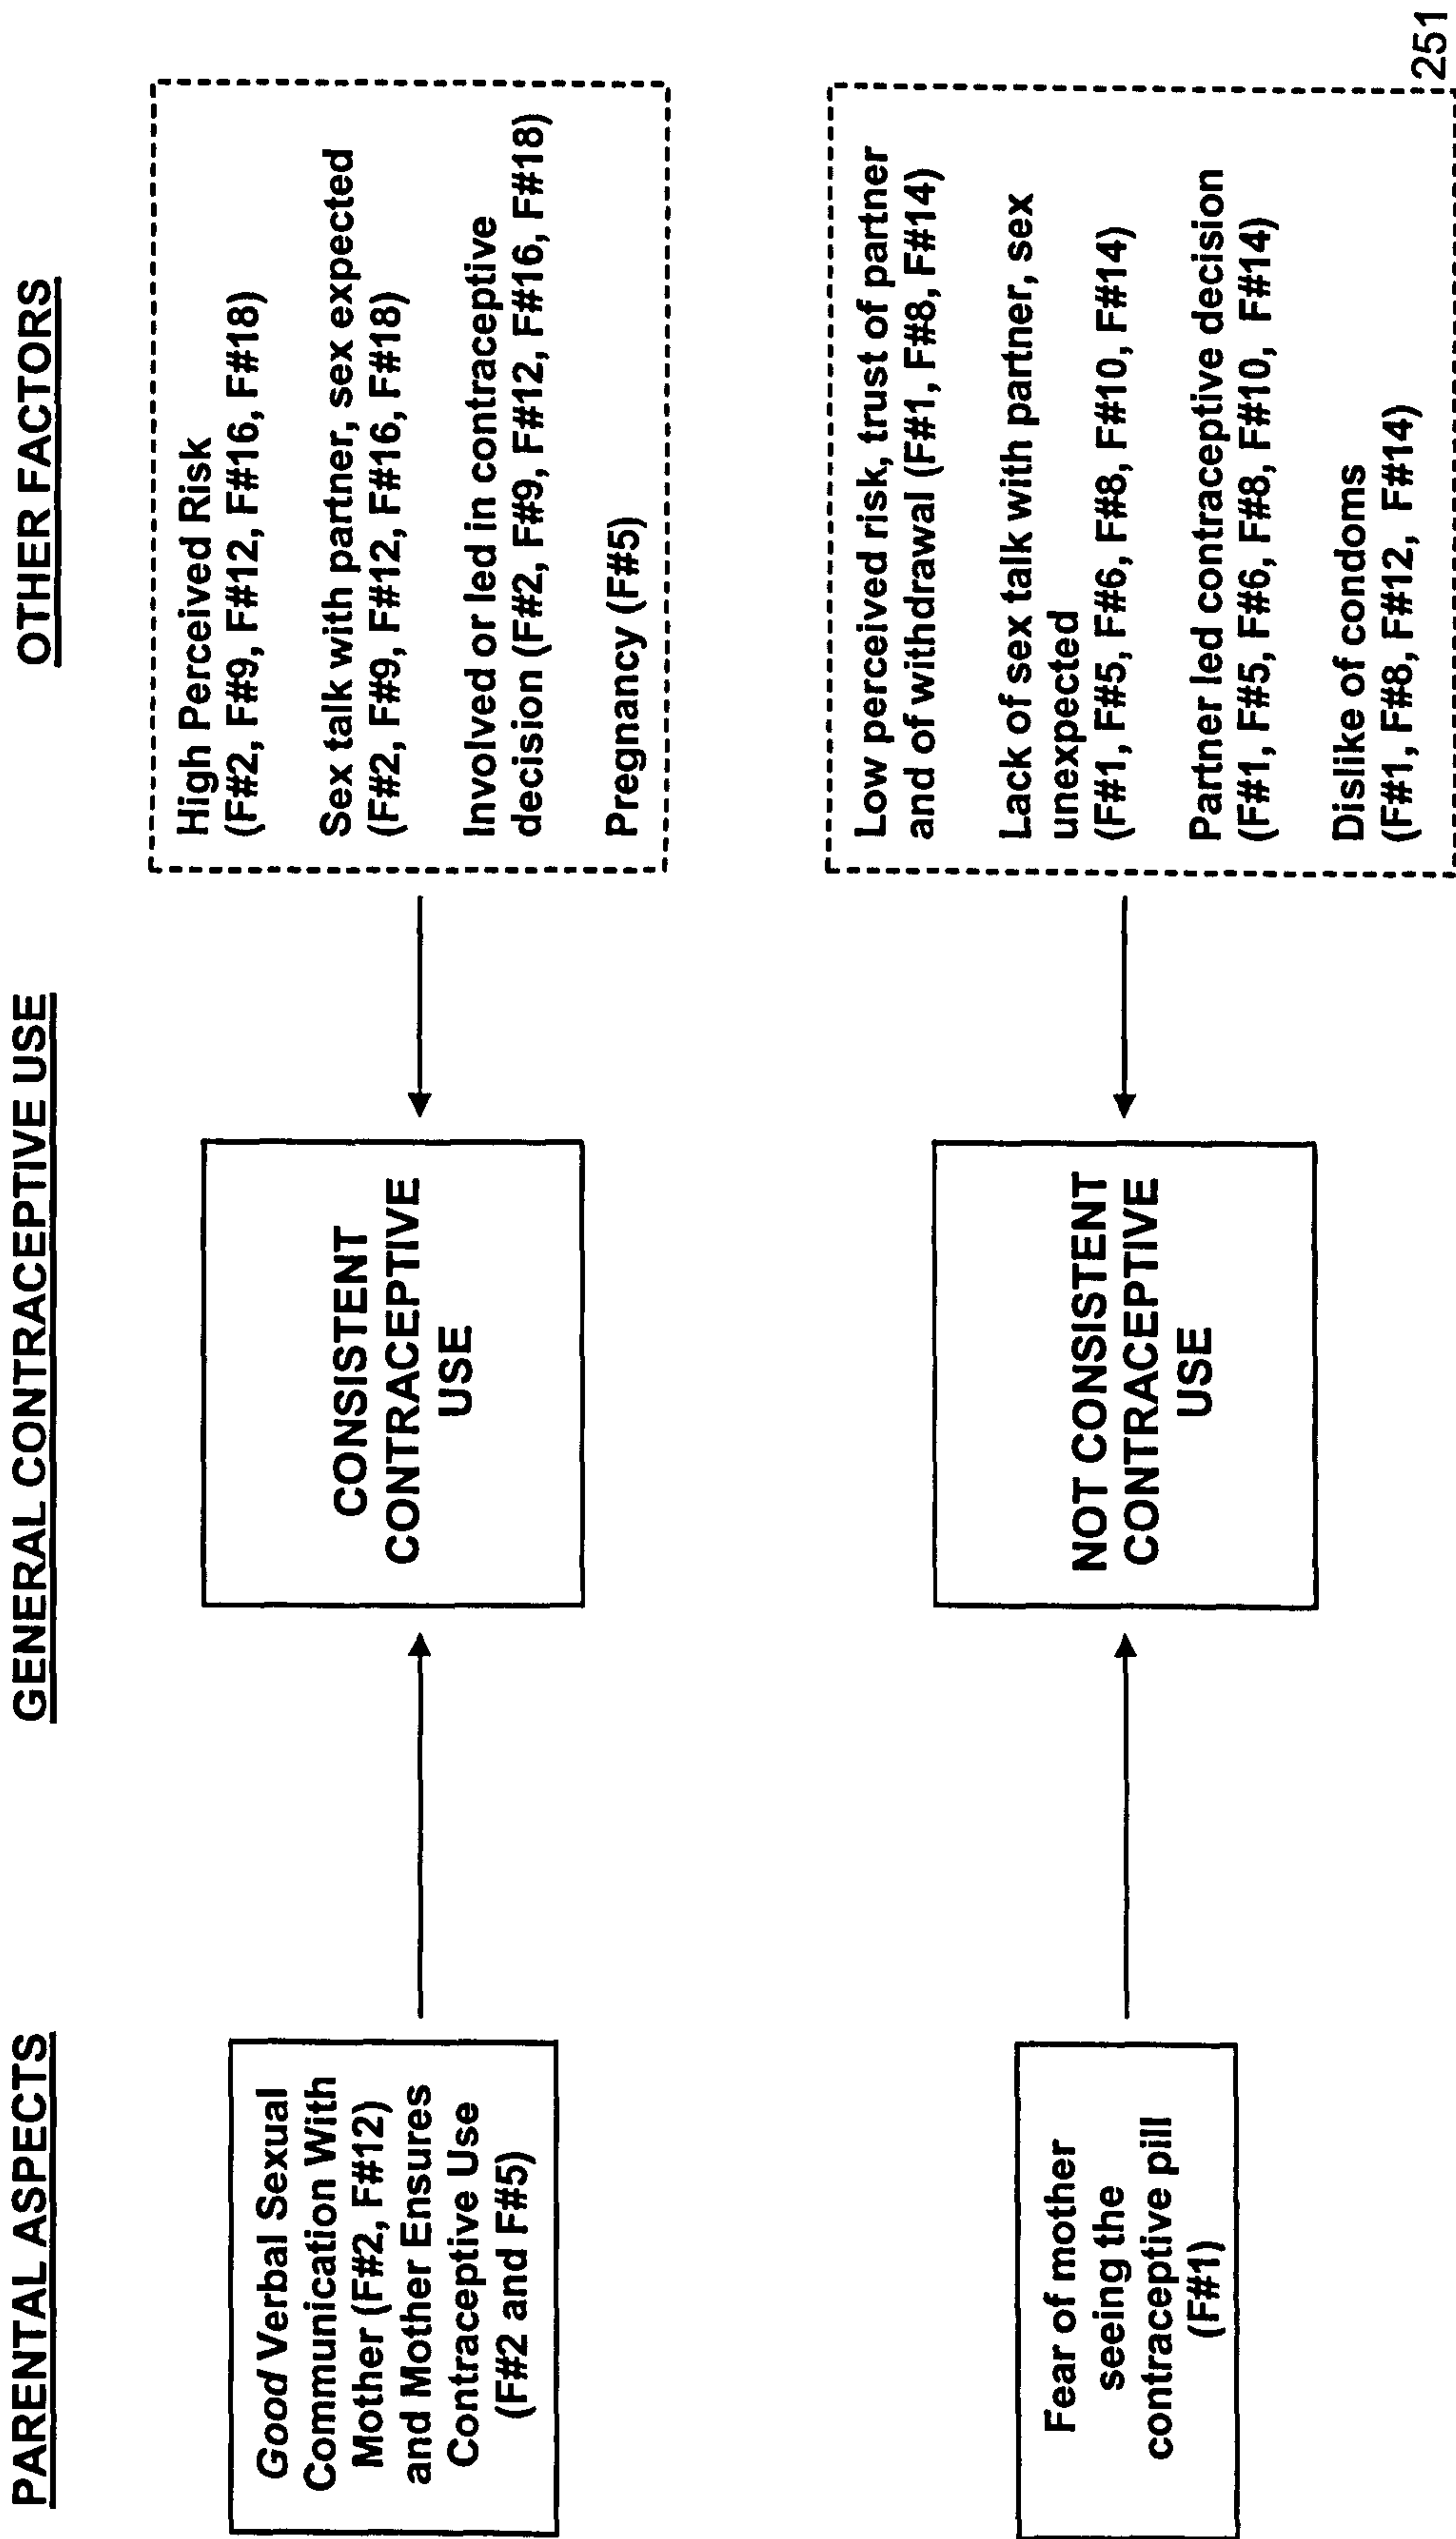 PARENTAL ASPECTS
GENERAL CONTRACEPTIVE USE
OTHER FACTORS
Good Verbal Sexual
Communication With
Mother (F#2, F#12)
and Mother Ensures
Contraceptive Use
(F#2 and F#5)
CONSISTENT
CONTRACEPTIVE
USE
High Perceived Risk
(F#2, F#9, F#12, F#16, F#18)
Sex talk with partner, sex expected
(F#2, F#9, F#12, F#16, F#18)
Involved or led in contraceptive
decision (F#2, F#9, F#12, F#16, F#18)
Pregnancy (F#5)
Fear of mother
seeing the
contraceptive pill
(F#1)
NOT CONSISTENT
CONTRACEPTIVE
USE
Low perceived risk, trust of partner
and of withdrawal (F#1, F#8, F#14)
Lack of sex talk with partner, sex
unexpected
(F#1, F#5, F#6, F#8, F#10, F#14)
Partner led contraceptive decision
(F#1, F#5, F#6, F#8, F#10, F#14)
Dislike of condoms
(F#1, F#8, F#12, F#14)
251